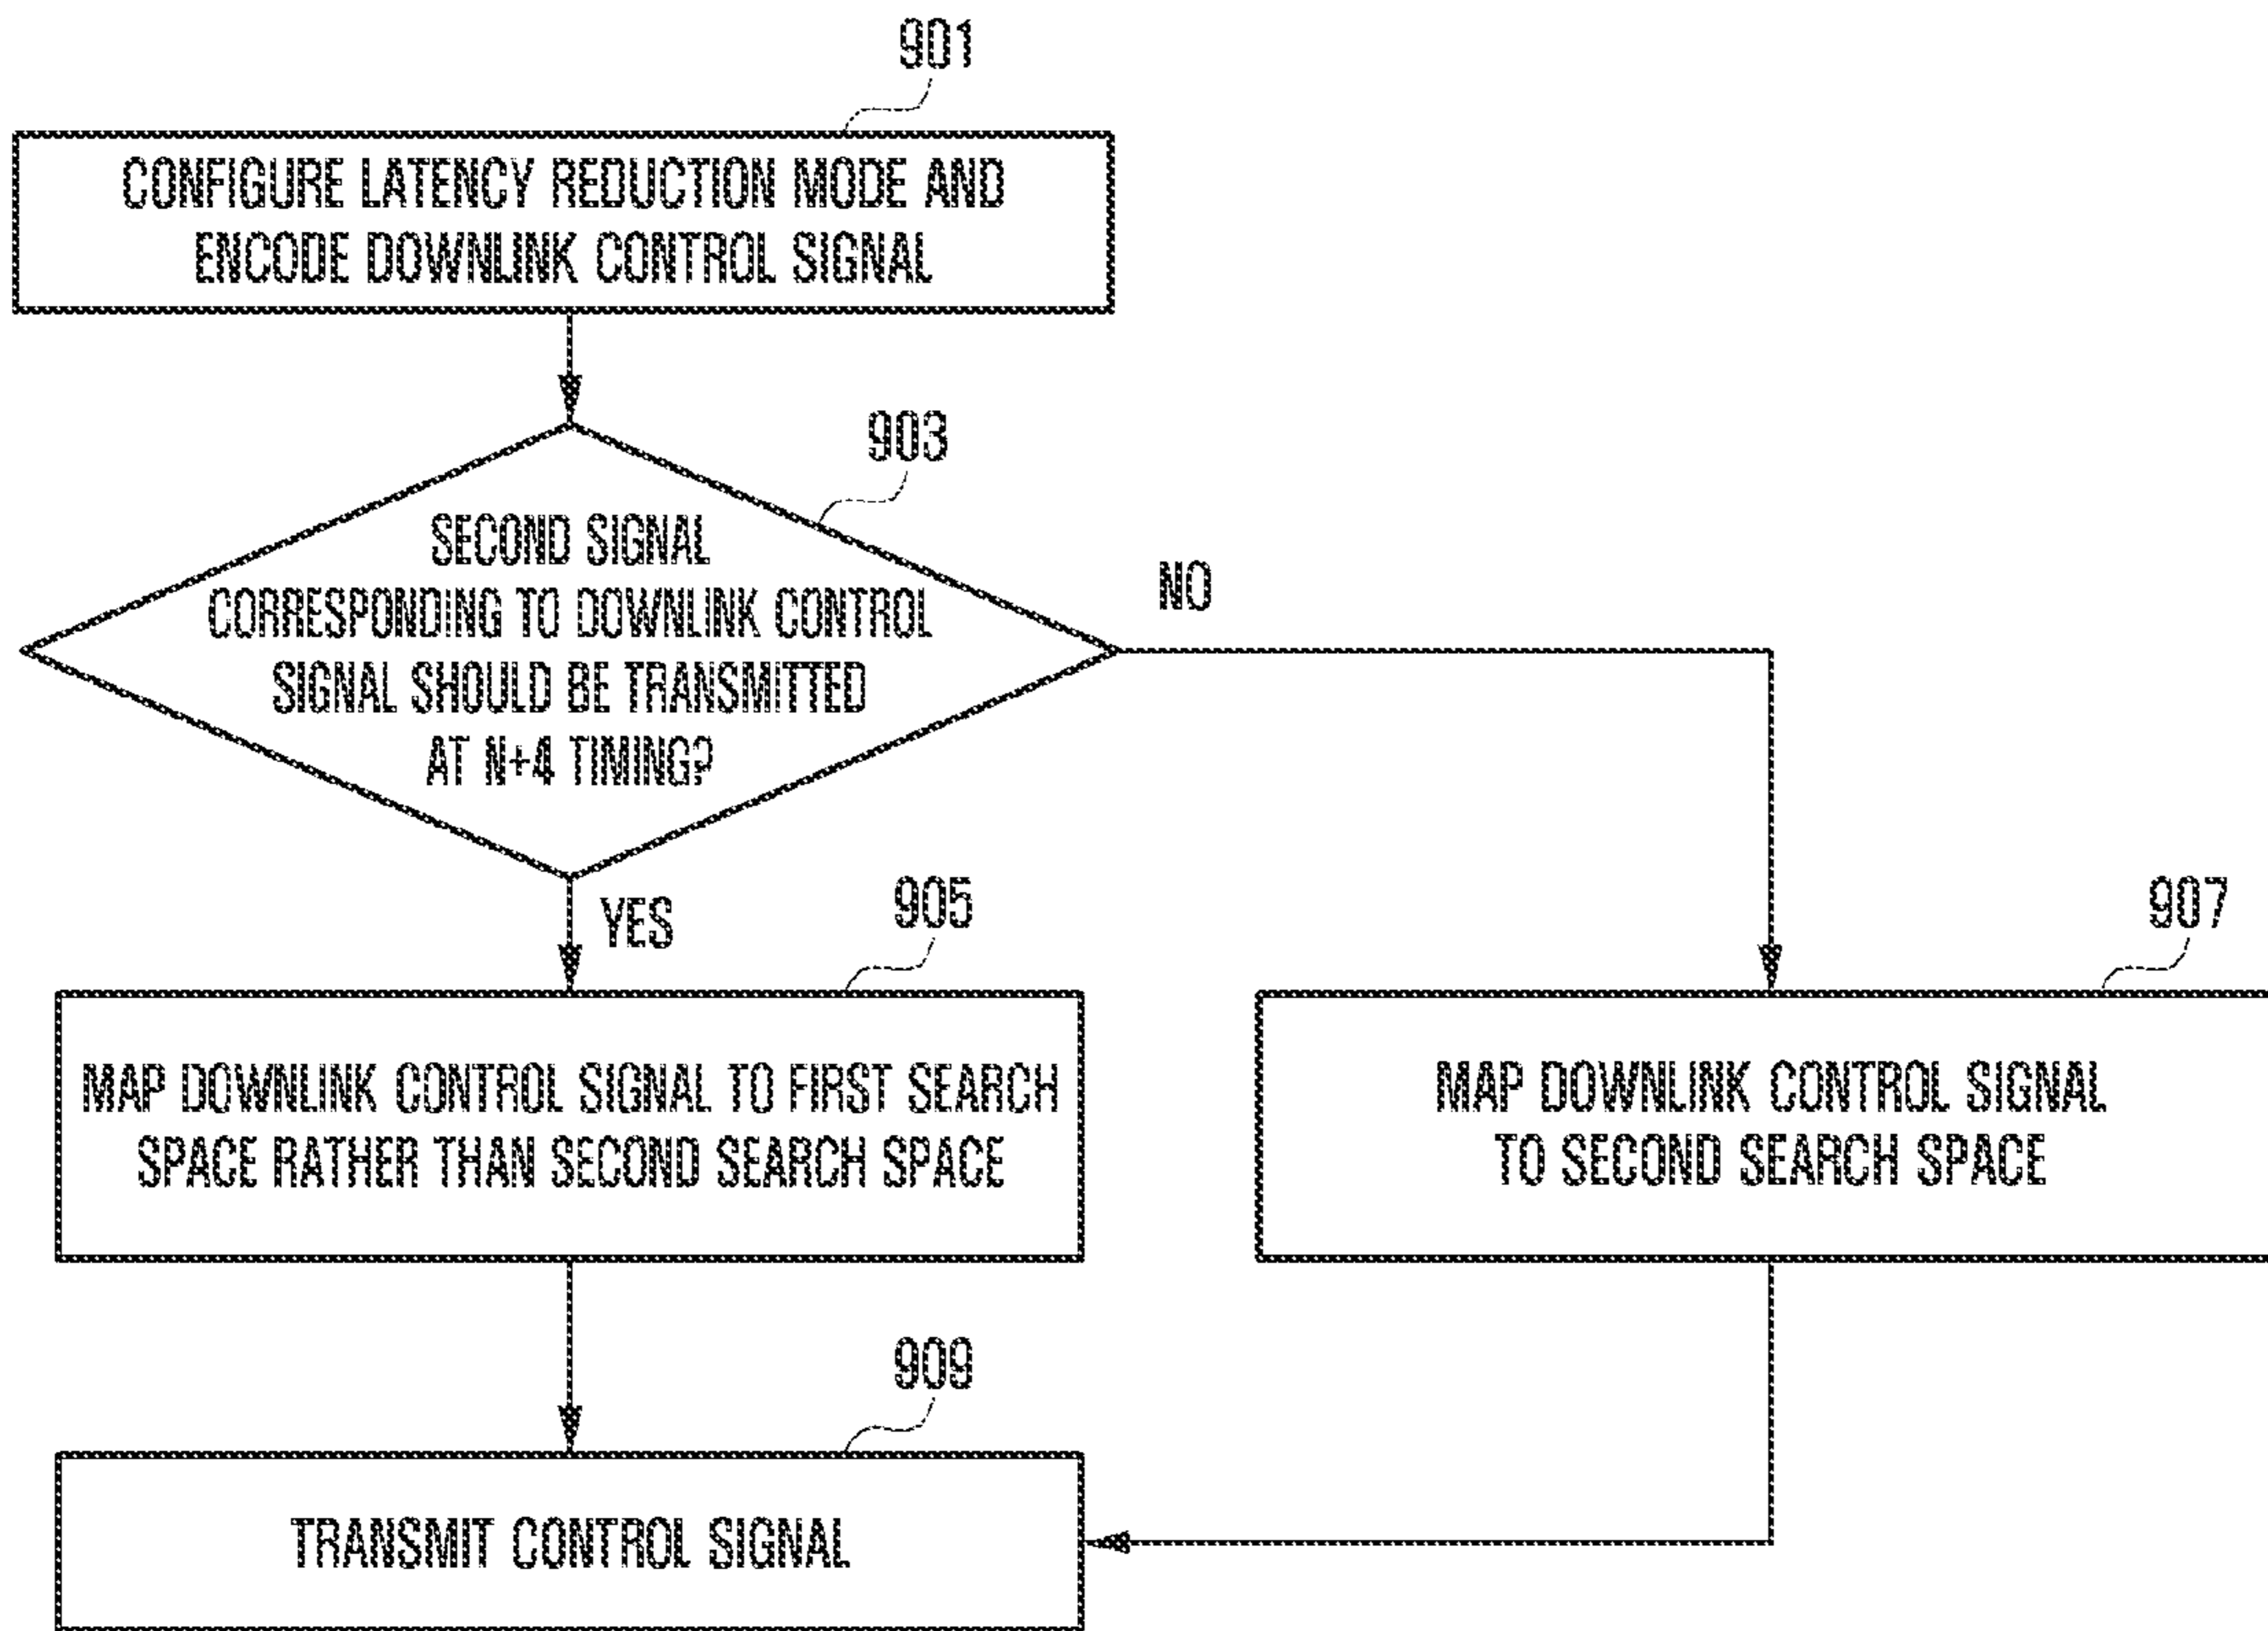 901
CONFIGURE LATENCY REDUCTION MODE AND
ENCODE DOWNLINK CONTROL SIGNAL
903
SECOND SIGNAL
CORRESPONDING TO DOWNLINK CONTROL
SIGNAL SHOULD BE TRANSMITTED
AT N+4 TIMING?
NO
YES
905
MAP DOWNLINK CONTROL SIGNAL TO FIRST SEARCH
SPACE RATHER THAN SECOND SEARCH SPACE
907
MAP DOWNLINK CONTROL SIGNAL
TO SECOND SEARCH SPACE
909
TRANSMIT CONTROL SIGNAL